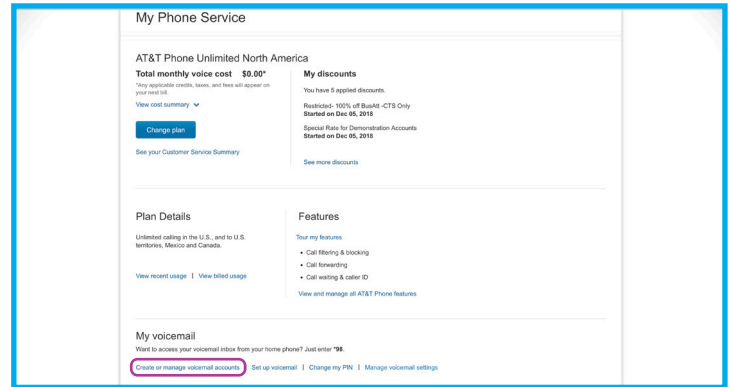 My Phone Service
AT&T Phone Unlimited North America
Total monthly voice cost $0.00*
*Any applicable credits, taxes, and fees will appear on
your next bill.
View cost summary
Change plan
See your Customer Service Summary
My discounts
You have 5 applied discounts.
Restricted- 100% off BusAtt -CTS Only
Started on Dec 05, 2018
Special Rate for Demonstration Accounts
Started on Dec 05, 2018
See more discounts
Plan Details
Unlimited calling in the U.S., and to U.S.
territories, Mexico and Canada.
View recent usage | View billed usage
Features
Tour my features
• Call filtering & blocking
• Call forwarding
• Call waiting & caller ID
View and manage all AT&T Phone features
My voicemail
Want to access your voicemail inbox from your home phone? Just enter *98.
Create or manage voicemail accounts Set up voicemail | Change my PIN | Manage voicemail settings